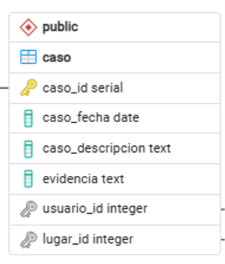 public
caso
caso_id serial
caso_fecha date
caso_descripcion text
evidencia text
usuario_id integer
lugar_id integer